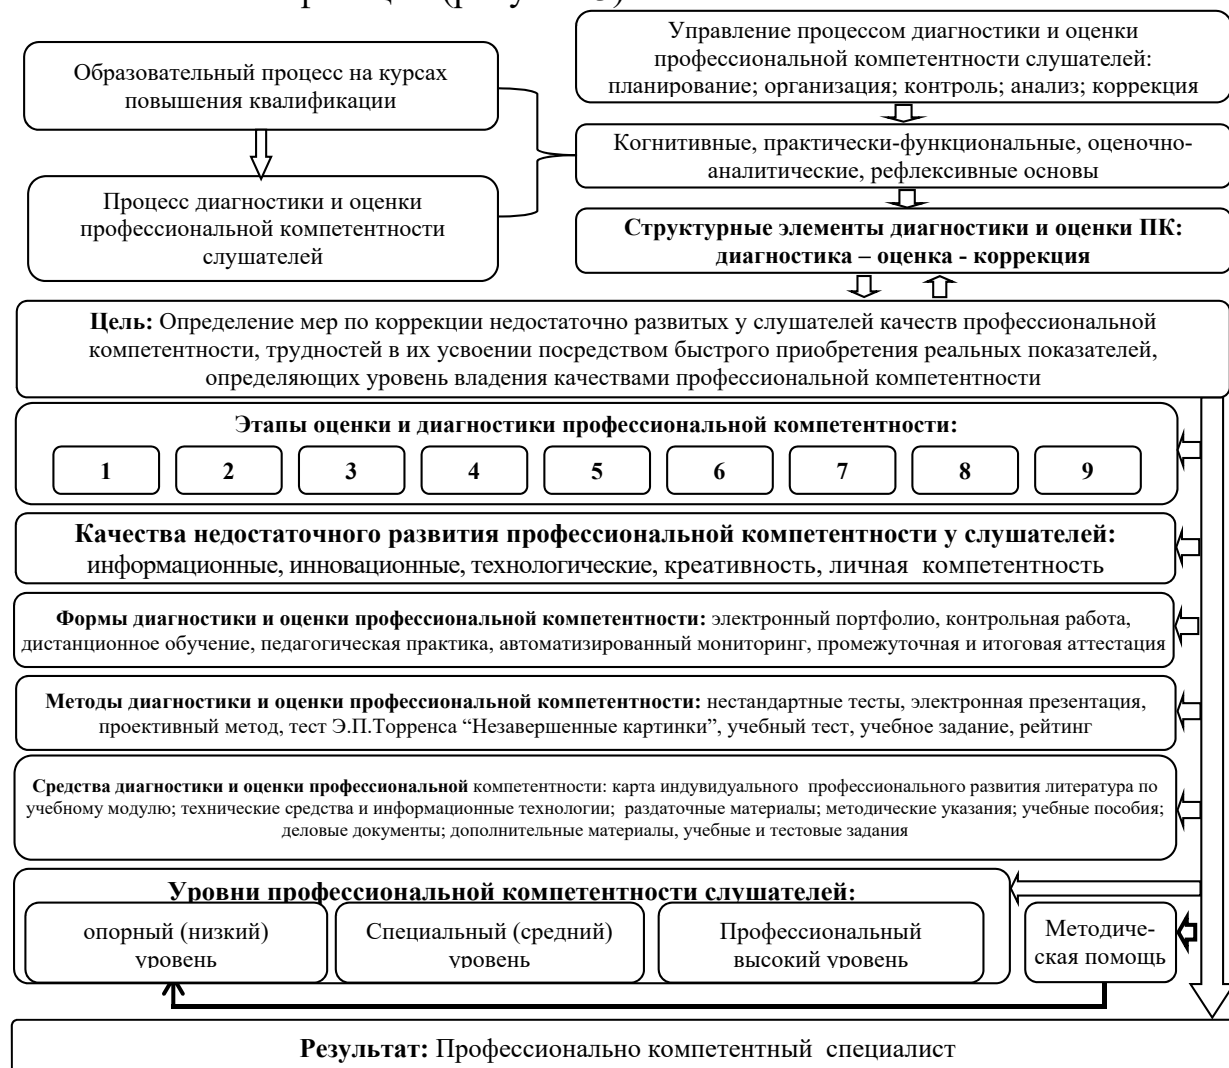 Образовательный процесс на курсах
повышения квалификации
Процесс диагностики и оценки
профессиональной компетентности
слушателей
Управление процессом диагностики и оценки
профессиональной компетентности слушателей:
планирование; организация; контроль; анализ; коррекция
Когнитивные, практически-функциональные, оценочно-
аналитические, рефлексивные основы
Структурные элементы диагностики и оценки ПК:
диагностика – оценка - коррекция
Цель: Определение мер по коррекции недостаточно развитых у слушателей качеств профессиональной
компетентности, трудностей в их усвоении посредством быстрого приобретения реальных показателей,
определяющих уровень владения качествами профессиональной компетентности
Этапы оценки и диагностики профессиональной компетентности:
1 2 3 4 5 6 7 8 9
Качества недостаточного развития профессиональной компетентности у слушателей:
информационные, инновационные, технологические, креативность, личная компетентность
Формы диагностики и оценки профессиональной компетентности: электронный портфолио, контрольная работа,
дистанционное обучение, педагогическая практика, автоматизированный мониторинг, промежуточная и итоговая аттестация
Методы диагностики и оценки профессиональной компетентности: нестандартные тесты, электронная презентация,
проективный метод, тест Э.П.Торренса “Незавершенные картинки”, учебный тест, учебное задание, рейтинг
Средства диагностики и оценки профессиональной компетентности: карта индувидуального профессионального развития литература по
учебному модулю; технические средства и информационные технологии; раздаточные материалы; методические указания; учебные пособия;
деловые документы; дополнительные материалы, учебные и тестовые задания
Уровни профессиональной компетентности слушателей:
опорный (низкий)
уровень
Специальный (средний)
уровень
Профессиональный
высокий уровень
Методиче-
ская помощь
Результат: Профессионально компетентный специалист